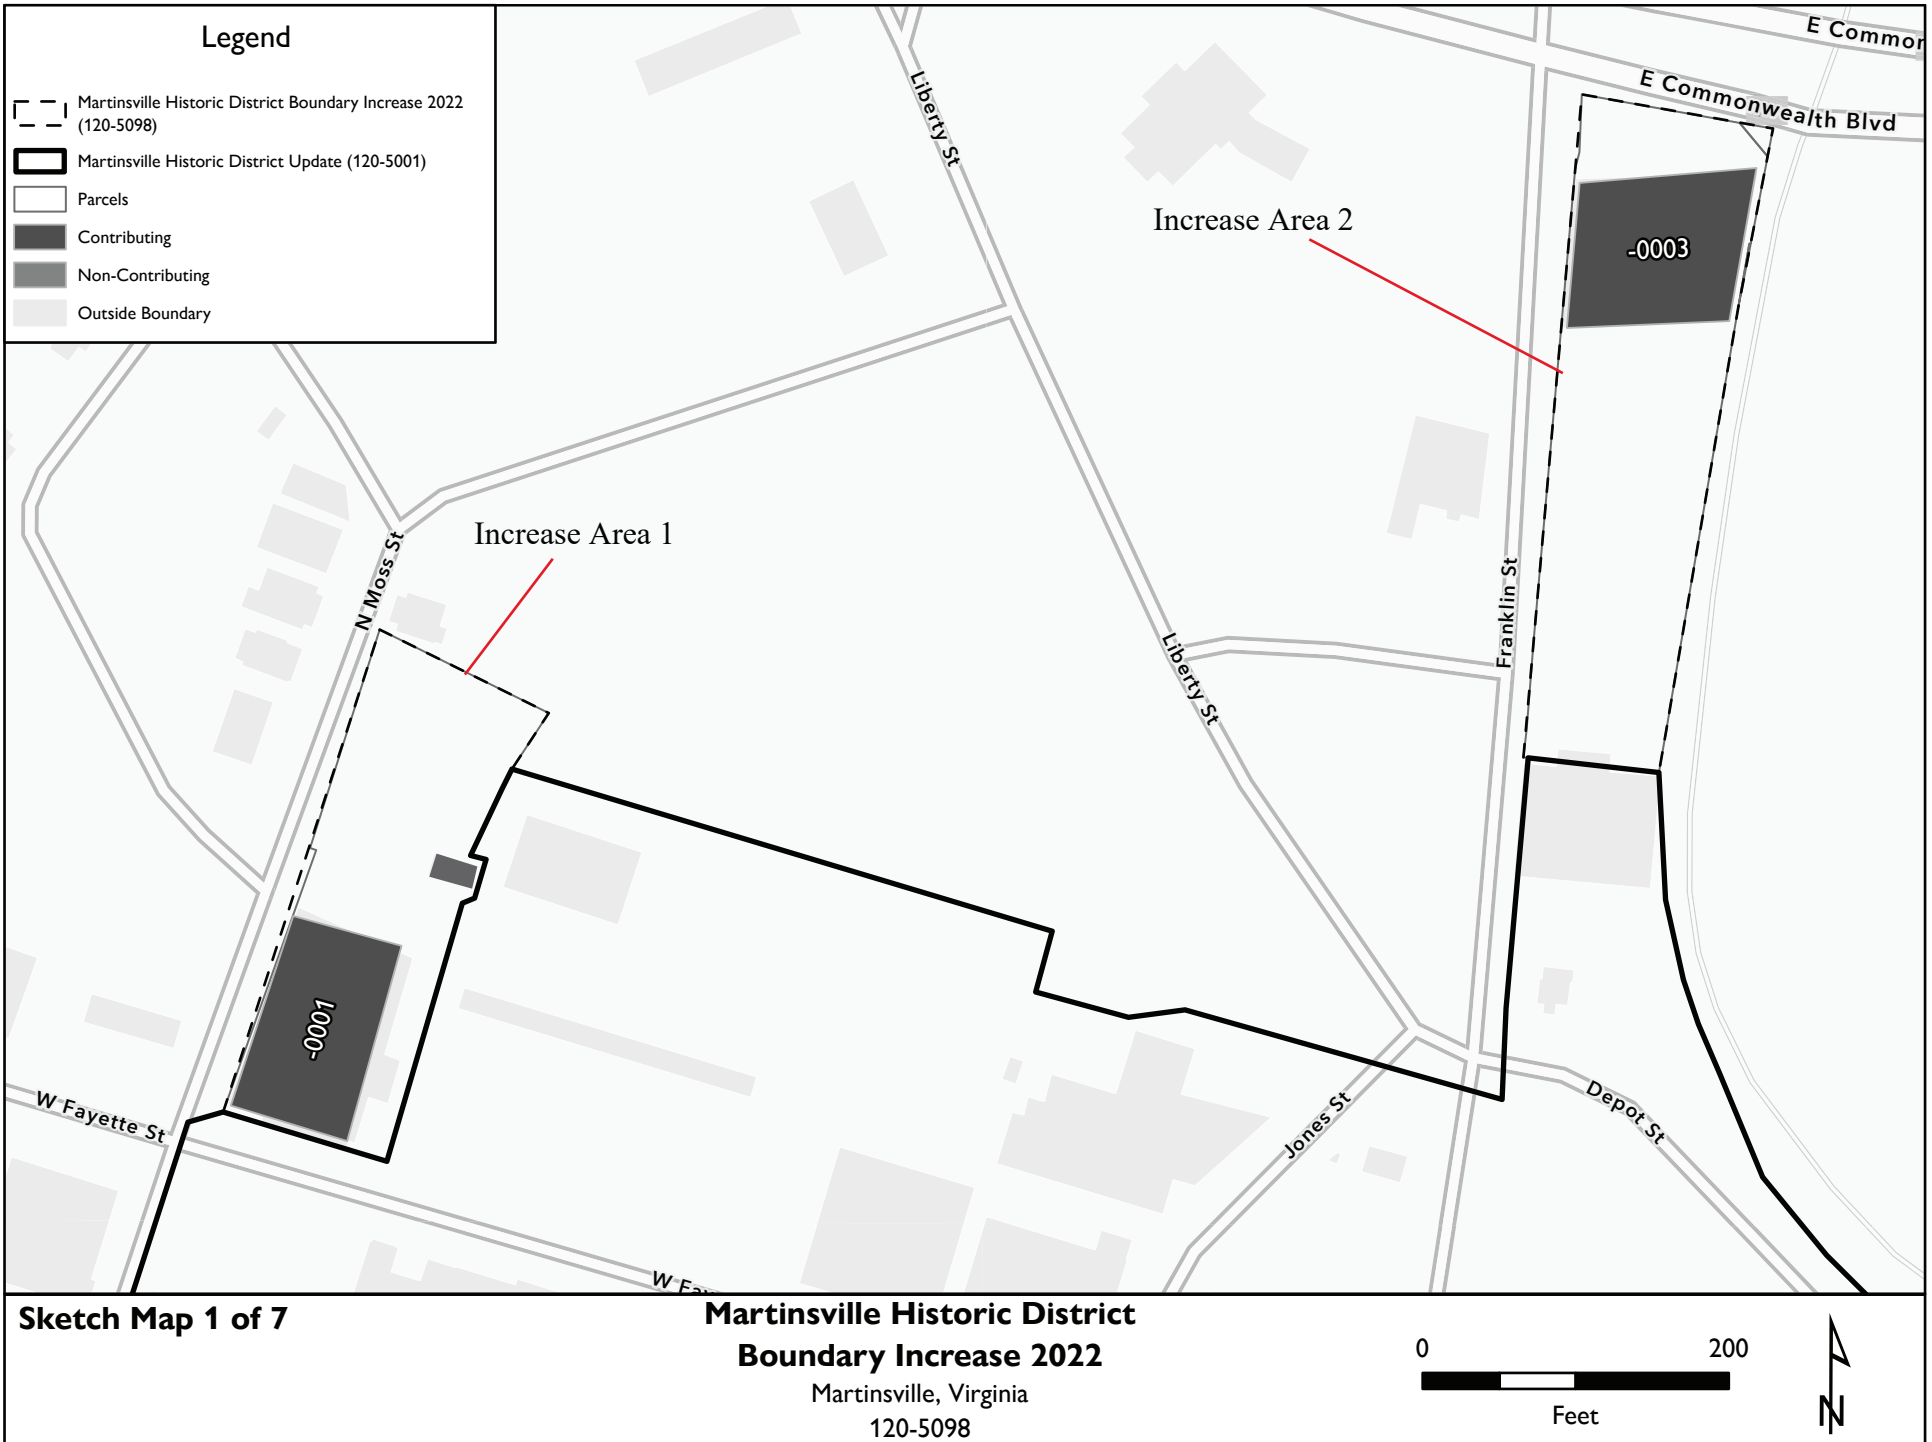 Legend
Martinsville Historic District Boundary Increase 2022
(120-5098)
Martinsville Historic District Update (120-5001)
Parcels
Contributing
Non-Contributing
Outside Boundary
E Common
E Commonwealth Blvd
Liberty St
Increase Area 2
-0003
Increase Area 1
N Moss St
Franklin St
Liberty St
-0001
W Fayette St
Jones St
Depot St
W Fay
Sketch Map 1 of 7
Martinsville Historic District
Boundary Increase 2022
Martinsville, Virginia
120-5098
0 200
Feet
N